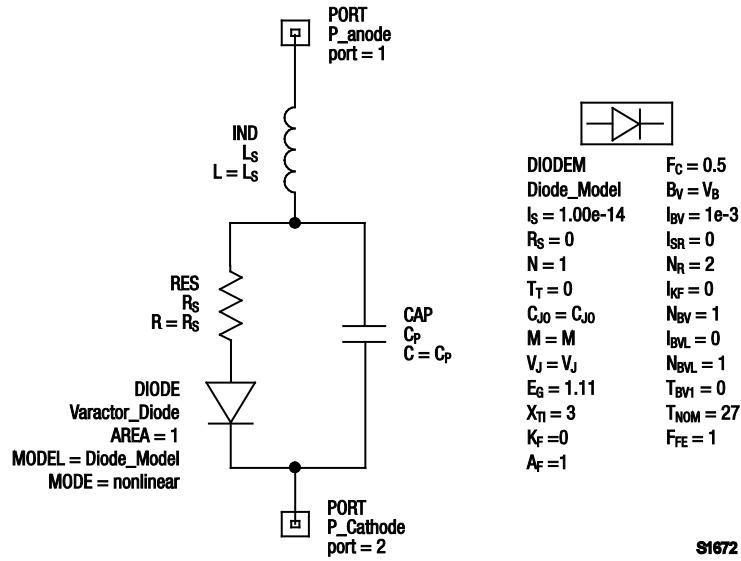 PORT
P_anode
port = 1
IND
LS
L = LS
RES
RS
R = RS
CAP
CP
C = CP
DIODE
Varactor_Diode
AREA = 1
MODEL = Diode_Model
MODE = nonlinear
PORT
P_Cathode
port = 2
DIODEM
Diode_Model
IS = 1.00e-14
RS = 0
N = 1
TT = 0
CJ0 = CJ0
M = M
VJ = VJ
EG = 1.11
XTI = 3
KF =0
AF =1
FC = 0.5
BV = VB
IBV = 1e-3
ISR = 0
NR = 2
IKF = 0
NBV = 1
IBVL = 0
NBVL = 1
TBV1 = 0
TNOM = 27
FFE = 1
S1672